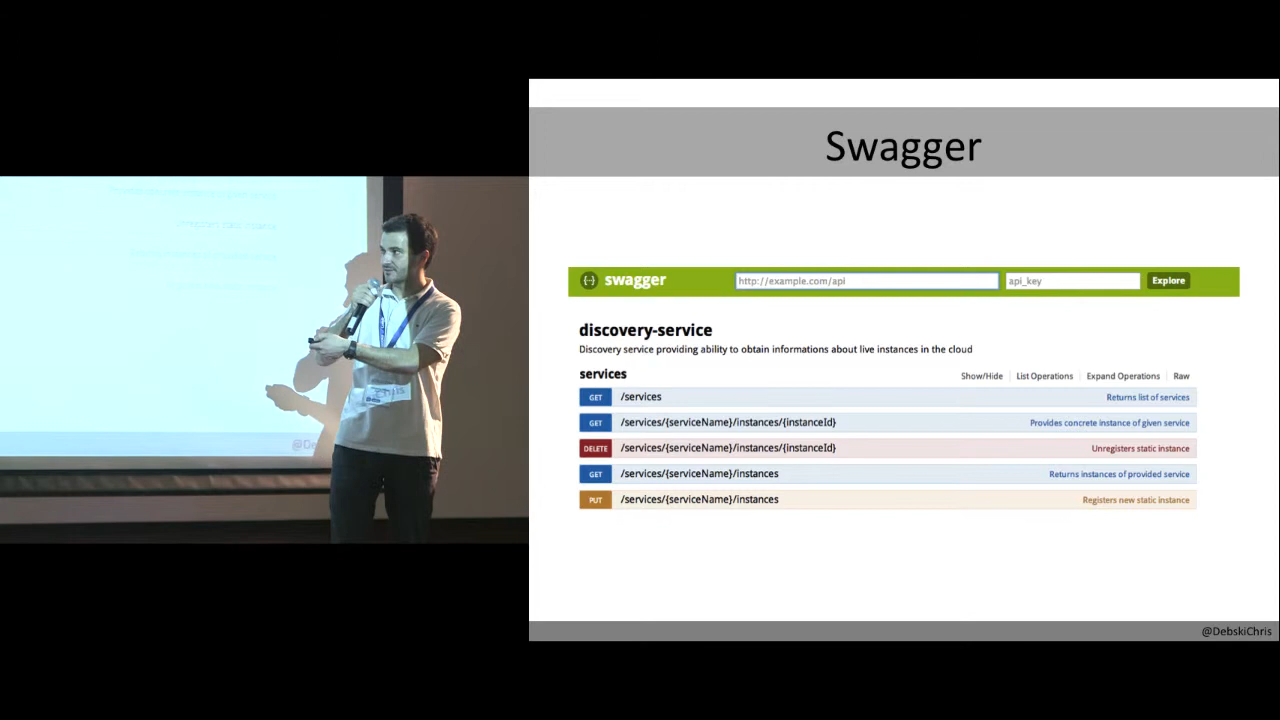 Swagger
swagger
http://example.com/api
api_key
Explore
discovery-service
Discovery service providing ability to obtain informations about live instances in the cloud
services
Show/Hide
List Operations
Expand Operations
Raw
GET /services Returns list of services
GET /services/{serviceName}/instances/{instanceId} Provides concrete instance of given service
DELETE /services/{serviceName}/instances/{instanceId} Unregisters static instance
GET /services/{serviceName}/instances Returns instances of provided service
PUT /services/{serviceName}/instances Registers new static instance
@DebskiChris